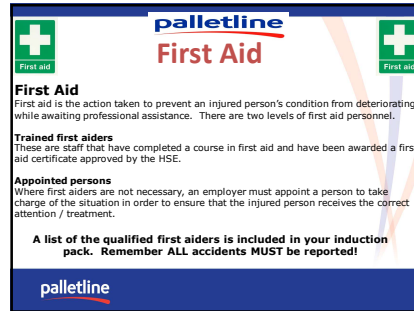 palletline
First Aid
First aid
First aid
First Aid
First aid is the action taken to prevent an injured person's condition from deteriorating
while awaiting professional assistance. There are two levels of first aid personnel.
Trained first aiders
These are staff that have completed a course in first aid and have been awarded a first
aid certificate approved by the HSE.
Appointed persons
Where first aiders are not necessary, an employer must appoint a person to take
charge of the situation in order to ensure that the injured person receives the correct
attention / treatment.
A list of the qualified first aiders is included in your induction
pack. Remember ALL accidents MUST be reported!
palletline